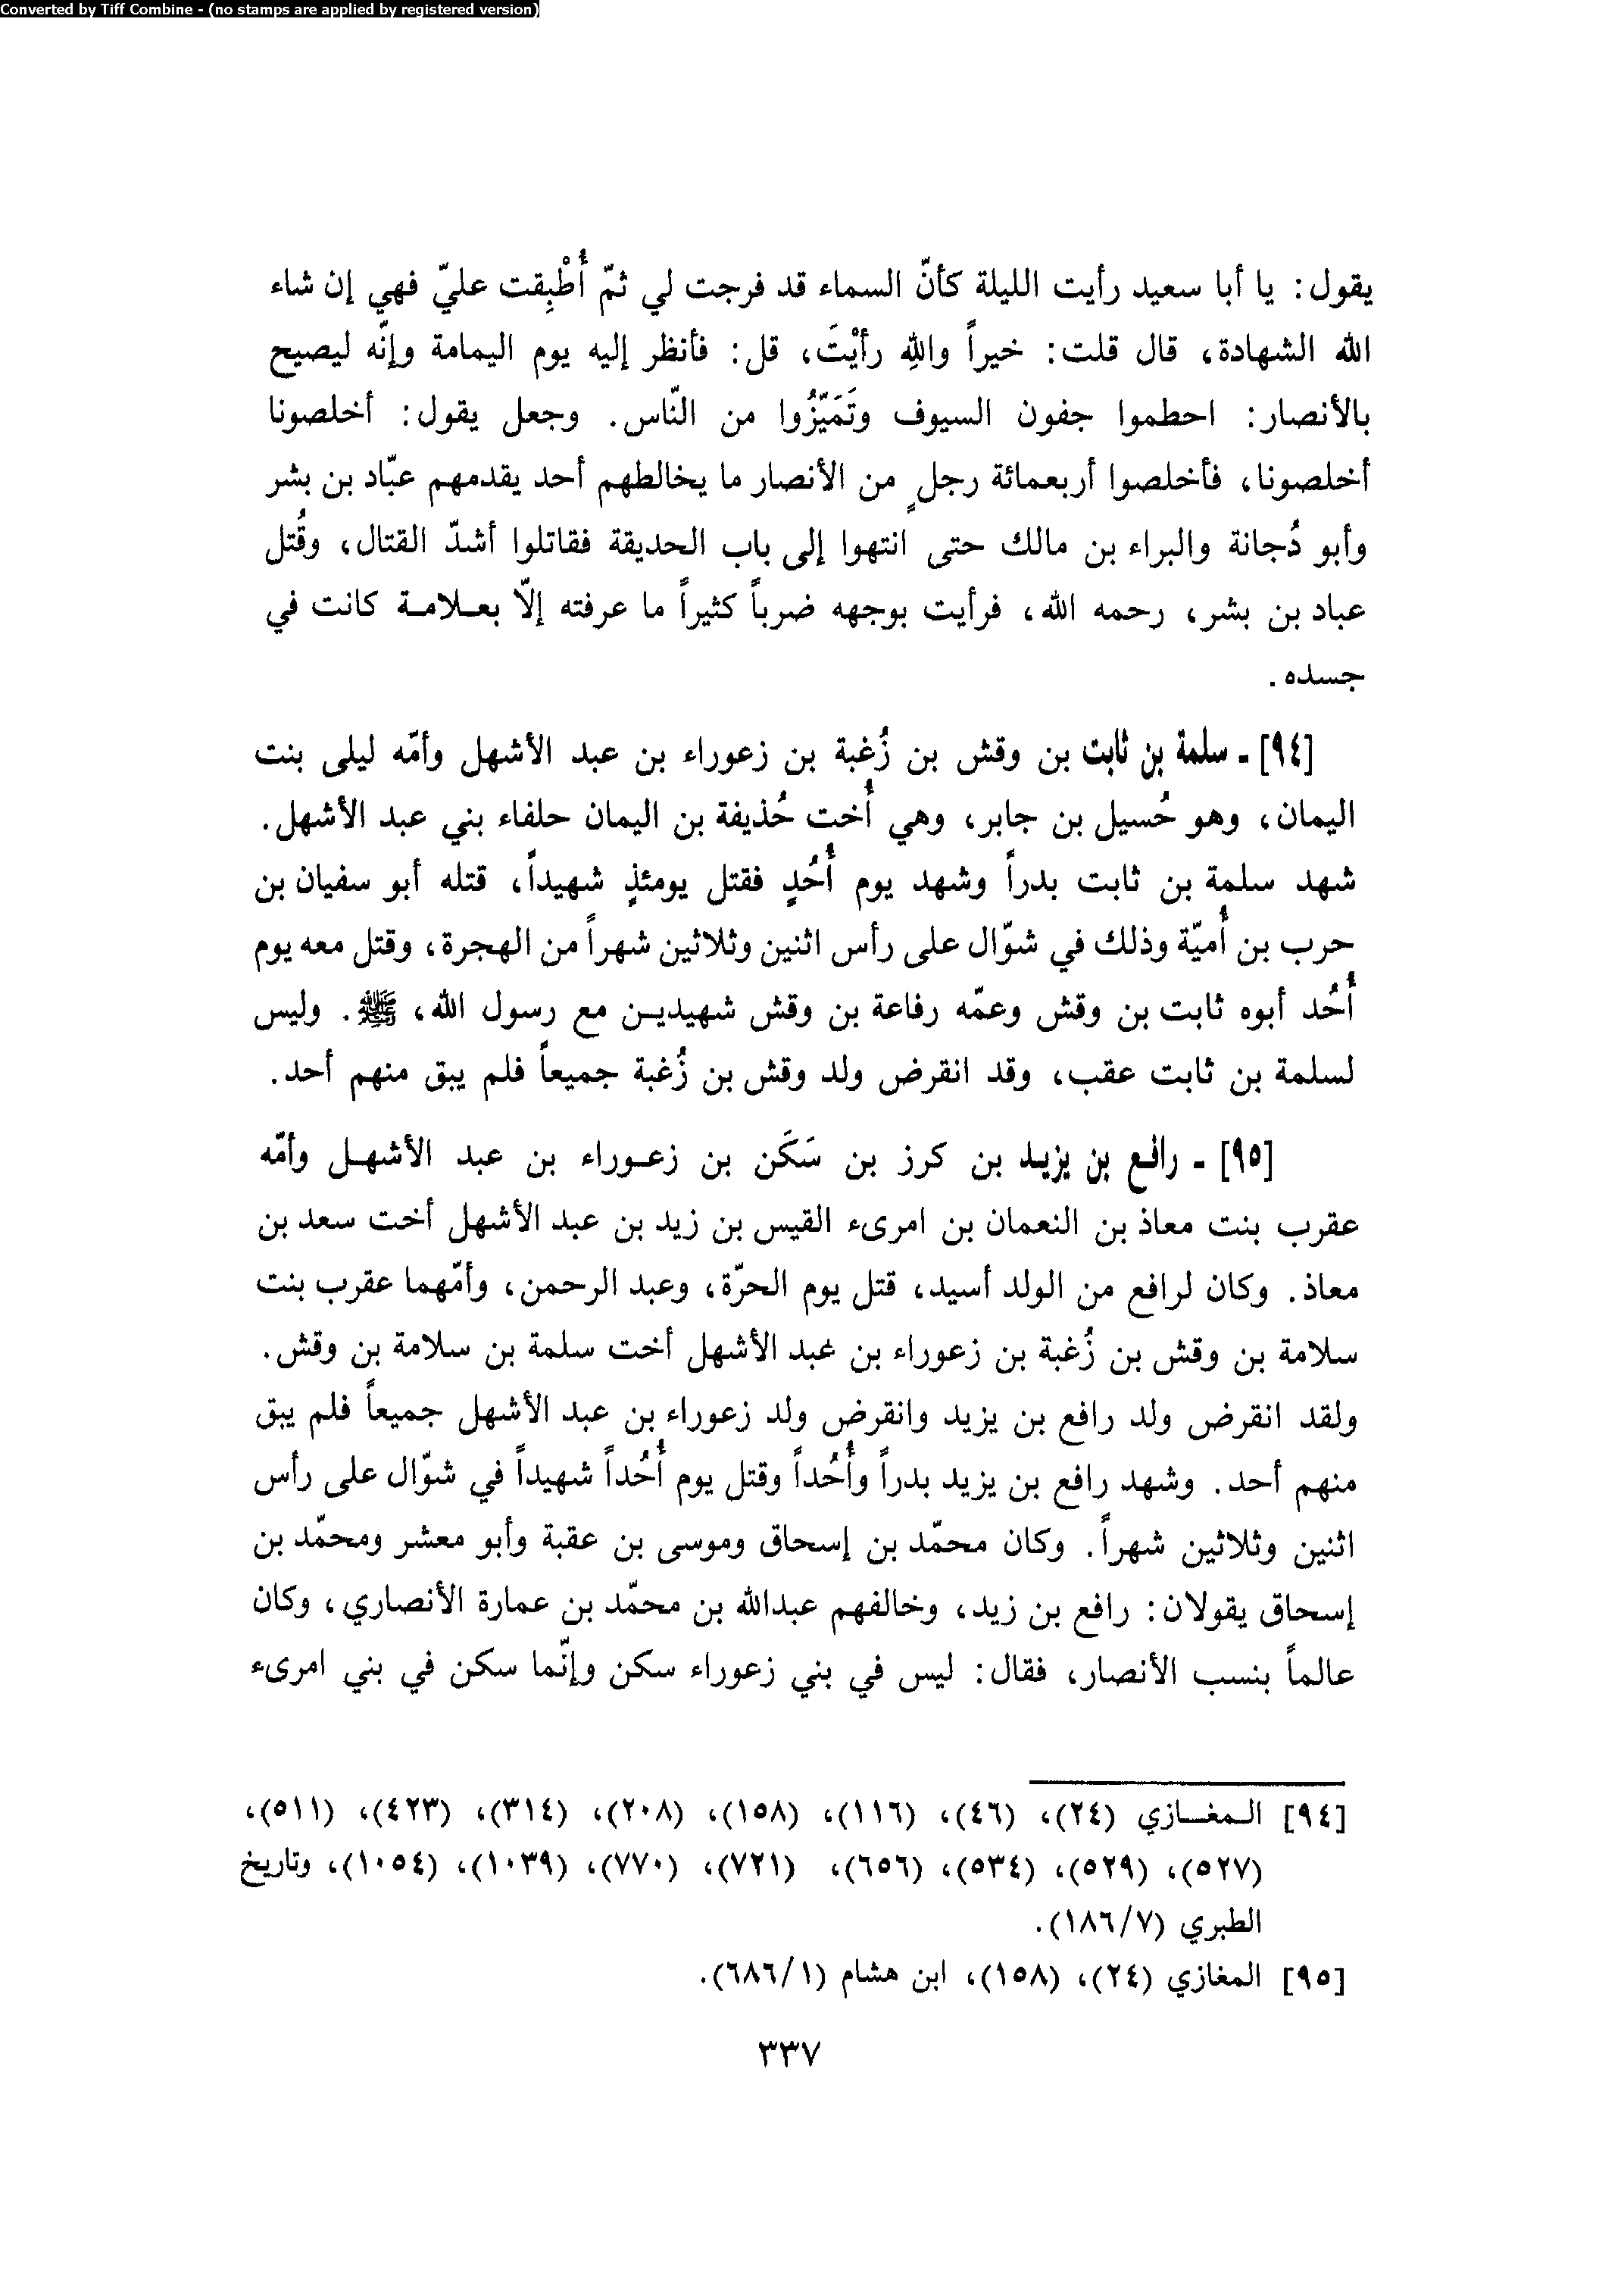 Converted by Tiff Combine - (no stamps are applied by registered version)
يقول: يا أبا سعيد رأيت الليلة كأنّ السماء قد فرجت لي ثمّ أُطْبِقت عليّ فهي إن شاء
الله الشهادة، قال قلت: خيراً واللهِ رأيْتَ، قل: فأنظر إليه يوم اليمامة وإنّه ليصيح
بالأنصار: احطموا جفون السيوف وتَمَيّزُوا من النّاس. وجعل يقول: أخلصونا
أخلصونا، فأخلصوا أربعمائة رجلٍ من الأنصار ما يخالطهم أحد يقدمهم عبّاد بن بشر
وأبو دُجانة والبراء بن مالك حتى انتهوا إلى باب الحديقة فقاتلوا أشدّ القتال، وقُتل
عباد بن بشر، رحمه الله، فرأيت بوجهه ضرباً كثيراً ما عرفته إلاّ بعلامة كانت في
جسده.
[٩٤] - سلمة بن ثابت بن وقش بن زُغبة بن زعوراء بن عبد الأشهل وأمّه ليلى بنت
اليمان، وهو حُسيل بن جابر، وهي أُخت حُذيفة بن اليمان حلفاء بني عبد الأشهل.
شهد سلمة بن ثابت بدراً وشهد يوم أُحُدٍ فقتل يومئذٍ شهيداً، قتله أبو سفيان بن
حرب بن أُميّة وذلك في شوّال على رأس اثنين وثلاثين شهراً من الهجرة، وقتل معه يوم
أُحُد أبوه ثابت بن وقش وعمّه رفاعة بن وقش شهيدين مع رسول الله، ﷺ. وليس
لسلمة بن ثابت عقب، وقد انقرض ولد وقش بن زُغبة جميعاً فلم يبق منهم أحد.
[٩٥] - رافع بن يزيد بن كرز بن سَكَن بن زعوراء بن عبد الأشهل وأمّه
عقرب بنت معاذ بن النعمان بن امرىء القيس بن زيد بن عبد الأشهل أخت سعد بن
معاذ. وكان لرافع من الولد أسيد، قتل يوم الحرّة، وعبد الرحمن، وأمّهما عقرب بنت
سلامة بن وقش بن زُغبة بن زعوراء بن عبد الأشهل أخت سلمة بن سلامة بن وقش.
ولقد انقرض ولد رافع بن يزيد وانقرض ولد زعوراء بن عبد الأشهل جميعاً فلم يبق
منهم أحد. وشهد رافع بن يزيد بدراً وأُحُداً وقتل يوم أُحُداً شهيداً في شوّال على رأس
اثنين وثلاثين شهراً. وكان محمّد بن إسحاق وموسى بن عقبة وأبو معشر ومحمّد بن
إسحاق يقولان: رافع بن زيد، وخالفهم عبدالله بن محمّد بن عمارة الأنصاري، وكان
عالماً بنسب الأنصار، فقال: ليس في بني زعوراء سكن وإنّما سكن في بني امرىء
[٩٤] المغازي (٢٤)، (٤٦)، (١١٦)، (١٥٨)، (٢٠٨)، (٣١٤)، (٤٢٣)، (٥١١)،
(٥٢٧)، (٥٢٩)، (٥٣٤)، (٦٥٦)، (٧٢١)، (٧٧٠)، (١٠٣٩)، (١٠٥٤)، وتاريخ
الطبري (٧/ ١٨٦).
[٩٥] المغازي (٢٤)، (١٥٨)، ابن هشام (١/ ٦٨٦).
٣٣٧